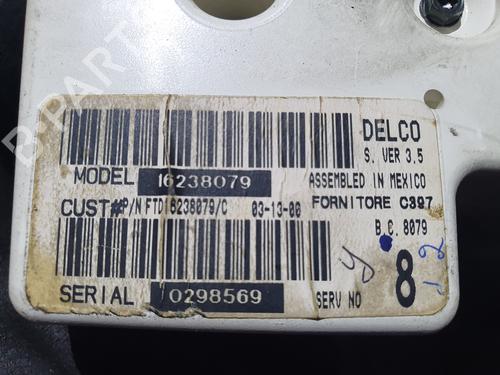 DELCO
S. VER 3.5
MODEL 16238079
ASSEMBLED IN MEXICO
CUST# P/N FTD16238079/C 03-13-00
FORNITORE C397
B.C. 8079
SERIAL 0298569
SERV NO 8
B-PARTS